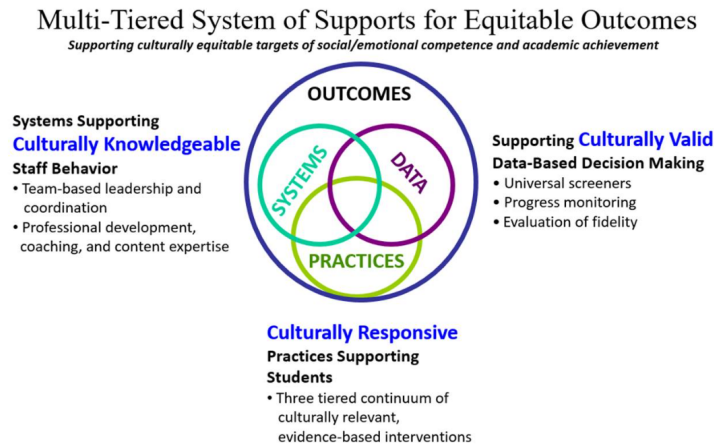 Multi-Tiered System of Supports for Equitable Outcomes
Supporting culturally equitable targets of social/emotional competence and academic achievement
OUTCOMES
SYSTEMS
DATA
PRACTICES
Systems Supporting
Culturally Knowledgeable
Staff Behavior
• Team-based leadership and
coordination
• Professional development,
coaching, and content expertise
Supporting Culturally Valid
Data-Based Decision Making
• Universal screeners
• Progress monitoring
• Evaluation of fidelity
Culturally Responsive
Practices Supporting
Students
• Three tiered continuum of
culturally relevant,
evidence-based interventions